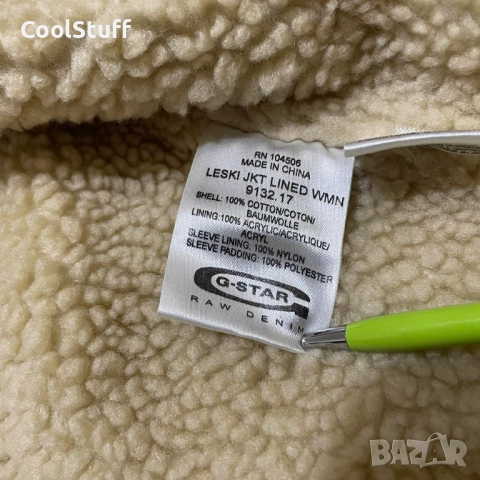 CoolStuff
RN 104506
MADE IN CHINA
LESKI JKT LINED WMN
9132.17
SHELL: 100% COTTON/COTON/
BAUMWOLLE
LINING:100% ACRYLIC/ACRYLIQUE/
ACRYL
SLEEVE LINING: 100% NYLON
SLEEVE PADDING: 100% POLYESTER
G-STAR
RAW DENIM
BAZAR